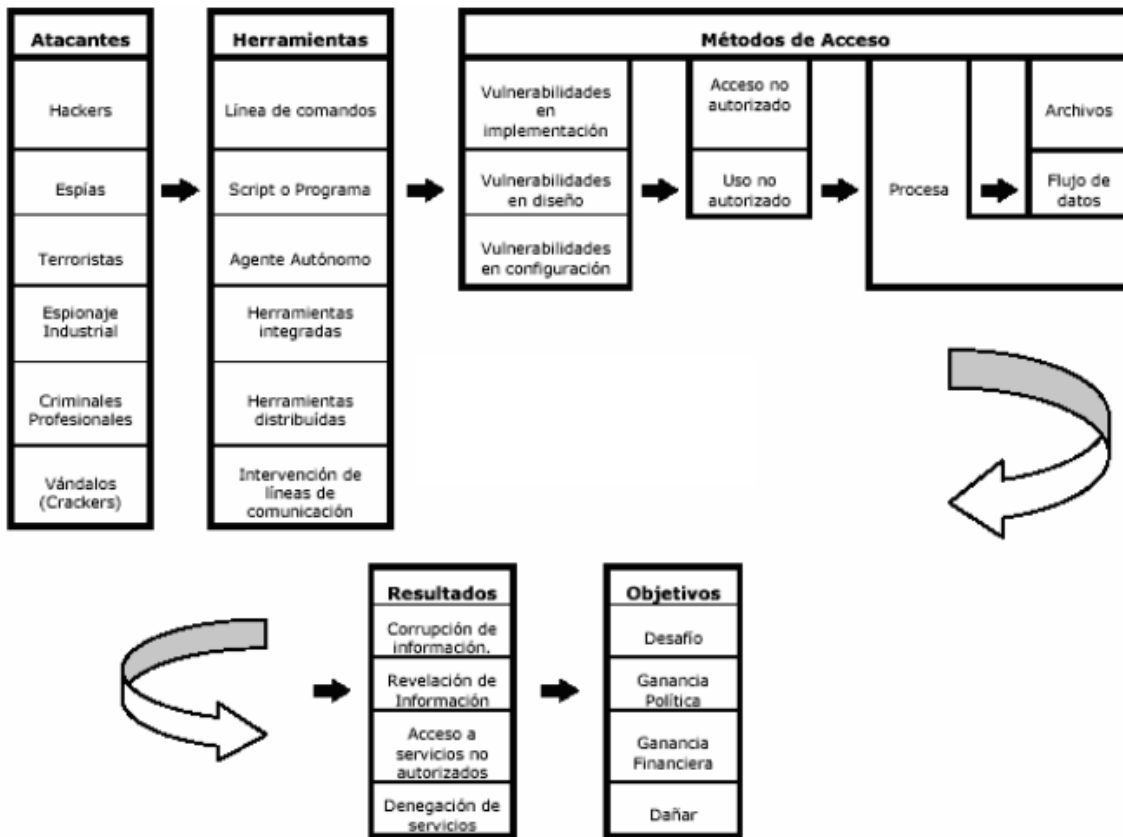 Atacantes
Hackers
Espías
Terroristas
Espionaje
Industrial
Criminales
Profesionales
Vándalos
(Crackers)
Herramientas
Línea de comandos
Script o Programa
Agente Autónomo
Herramientas
integradas
Herramientas
distribuídas
Intervención de
líneas de
comunicación
Métodos de Acceso
Vulnerabilidades
en
implementación
Vulnerabilidades
en diseño
Vulnerabilidades
en configuración
Acceso no
autorizado
Uso no
autorizado
Procesa
Archivos
Flujo de
datos
Resultados
Corrupción de
información.
Revelación de
Información
Acceso a
servicios no
autorizados
Denegación de
servicios
Objetivos
Desafío
Ganancia
Política
Ganancia
Financiera
Dañar